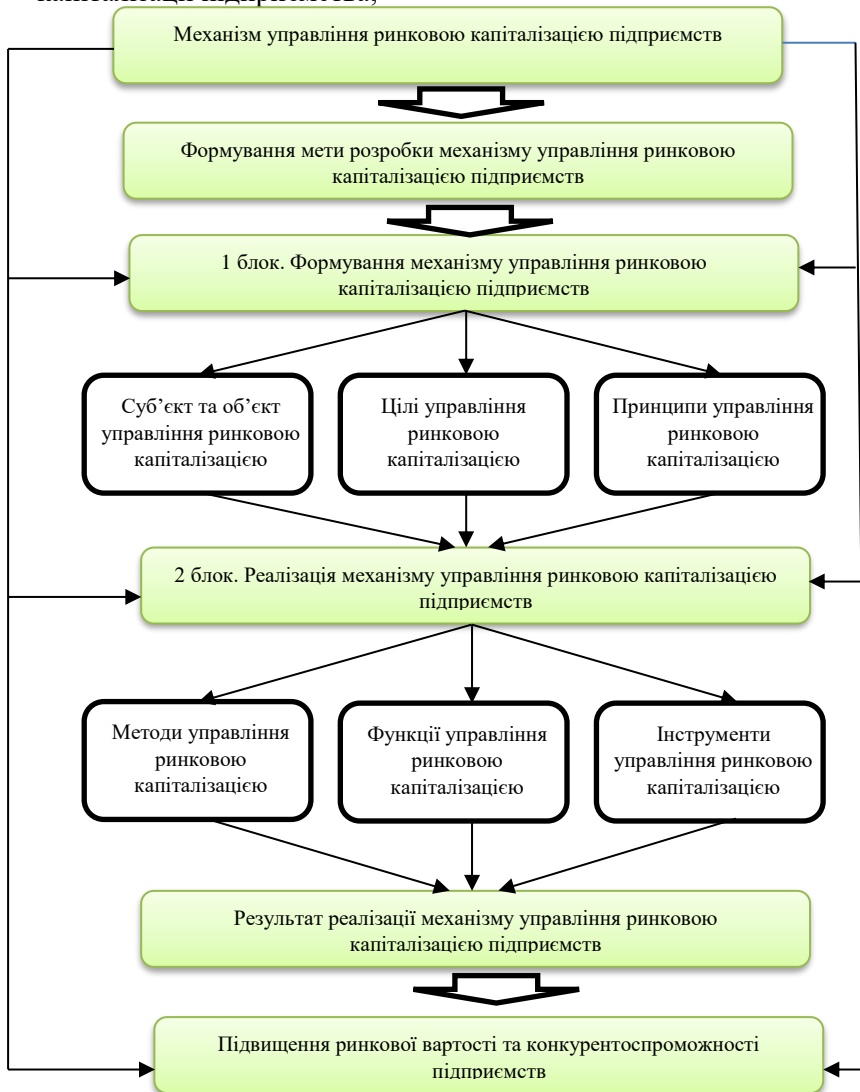 капіталізації підприємства;
Механізм управління ринковою капіталізацією підприємств
Формування мети розробки механізму управління ринковою
капіталізацією підприємств
1 блок. Формування механізму управління ринковою
капіталізацією підприємств
Суб’єкт та об’єкт
управління ринковою
капіталізацією
Цілі управління
ринковою
капіталізацією
Принципи управління
ринковою
капіталізацією
2 блок. Реалізація механізму управління ринковою капіталізацією
підприємств
Методи управління
ринковою
капіталізацією
Функції управління
ринковою
капіталізацією
Інструменти
управління ринковою
капіталізацією
Результат реалізації механізму управління ринковою
капіталізацією підприємств
Підвищення ринкової вартості та конкурентоспроможності
підприємств